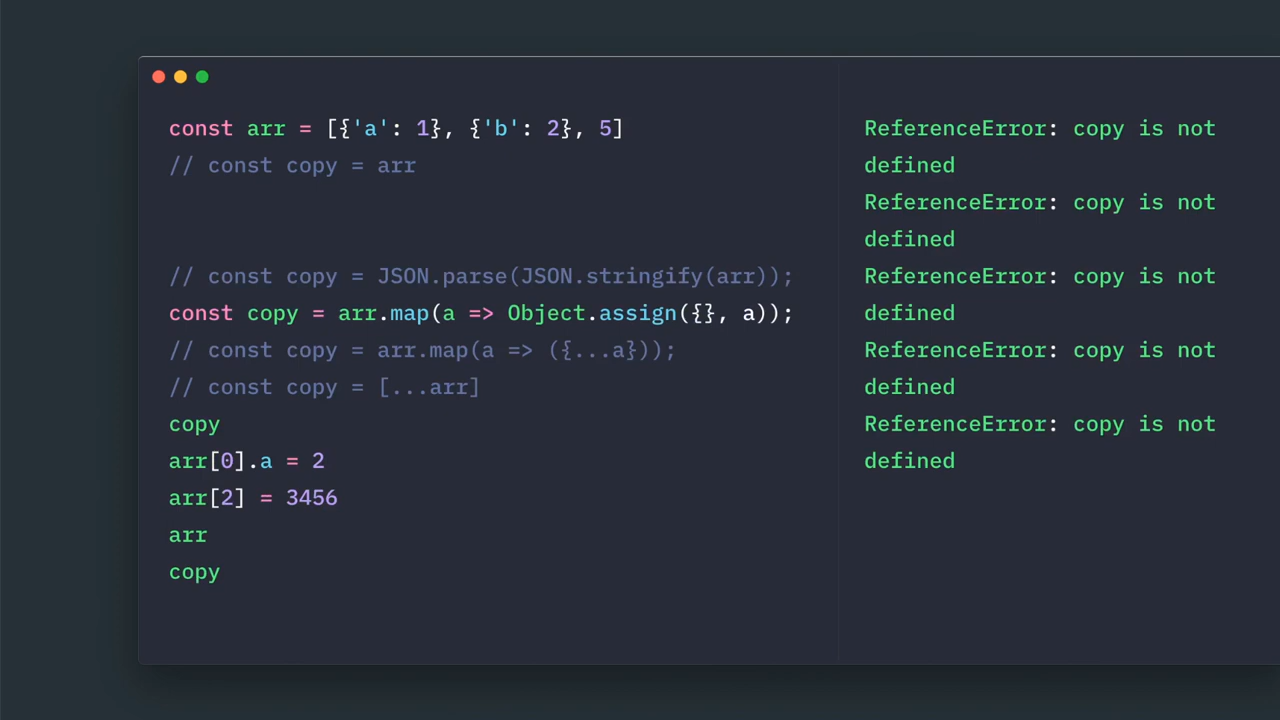 const arr = [{'a': 1}, {'b': 2}, 5]
// const copy = arr
// const copy = JSON.parse(JSON.stringify(arr));
const copy = arr.map(a => Object.assign({}, a));
// const copy = arr.map(a => ({...a}));
// const copy = [...arr]
copy
arr[0].a = 2
arr[2] = 3456
arr
copy
ReferenceError: copy is not
defined
ReferenceError: copy is not
defined
ReferenceError: copy is not
defined
ReferenceError: copy is not
defined
ReferenceError: copy is not
defined